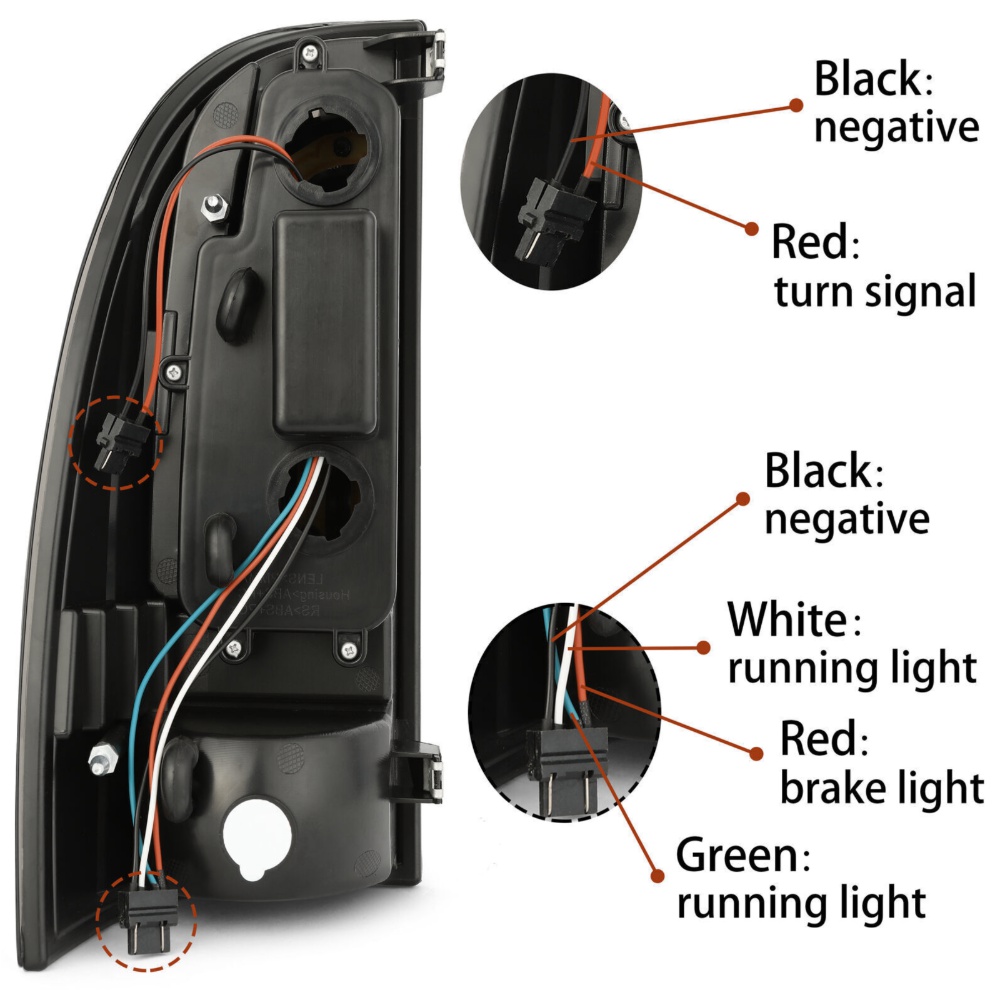 Black:
negative
Red:
turn signal
Black:
negative
White:
running light
Red:
brake light
Green:
running light